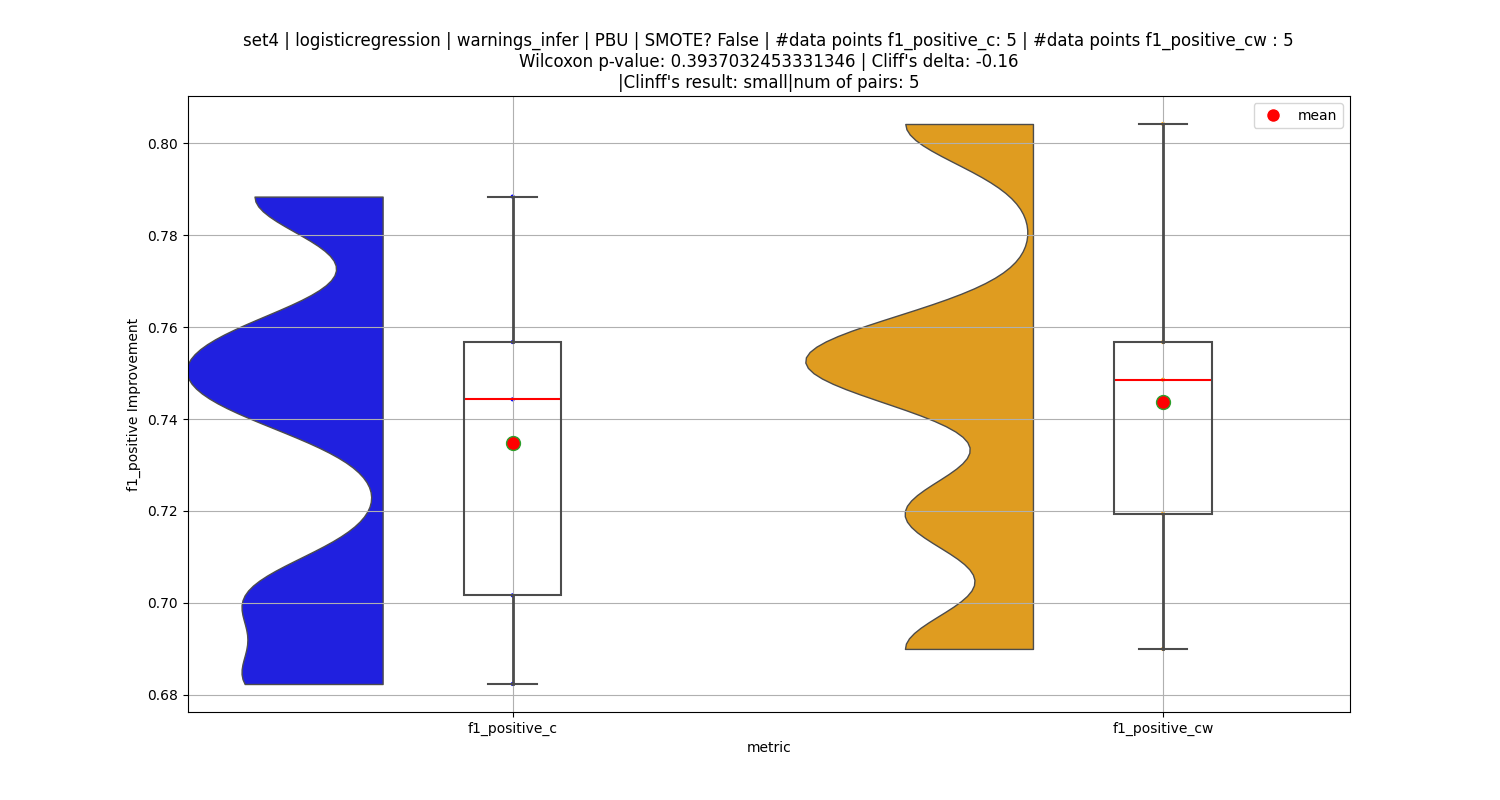 set4 | logisticregression | warnings_infer | PBU | SMOTE? False | #data points f1_positive_c: 5 | #data points f1_positive_cw : 5
Wilcoxon p-value: 0.3937032453331346 | Cliff's delta: -0.16
|Clinff's result: small|num of pairs: 5
mean
0.80
0.78
0.76
0.74
0.72
0.70
0.68
f1_positive Improvement
f1_positive_c
f1_positive_cw
metric